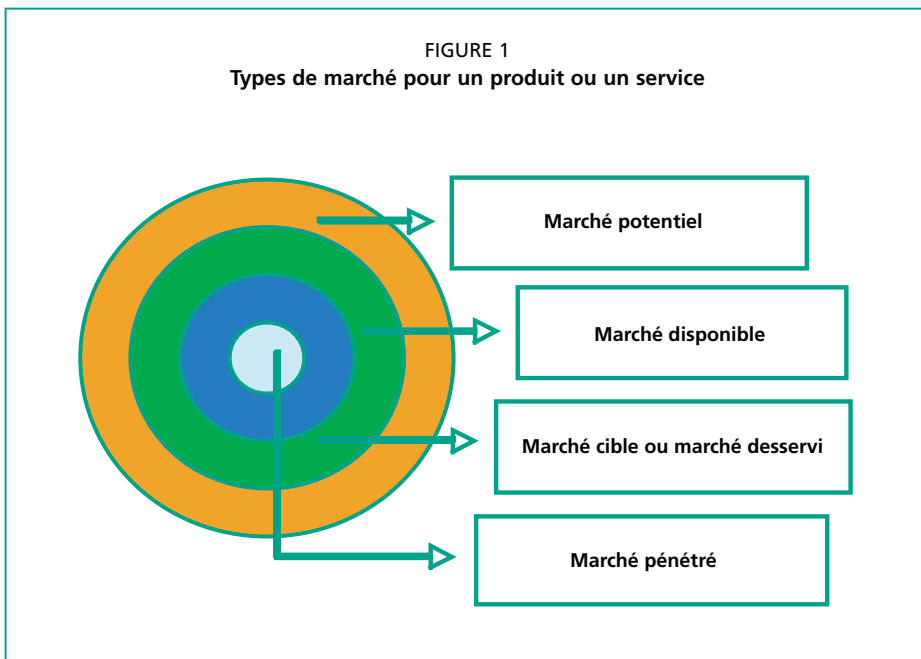 FIGURE 1
Types de marché pour un produit ou un service
Marché potentiel
Marché disponible
Marché cible ou marché desservi
Marché pénétré